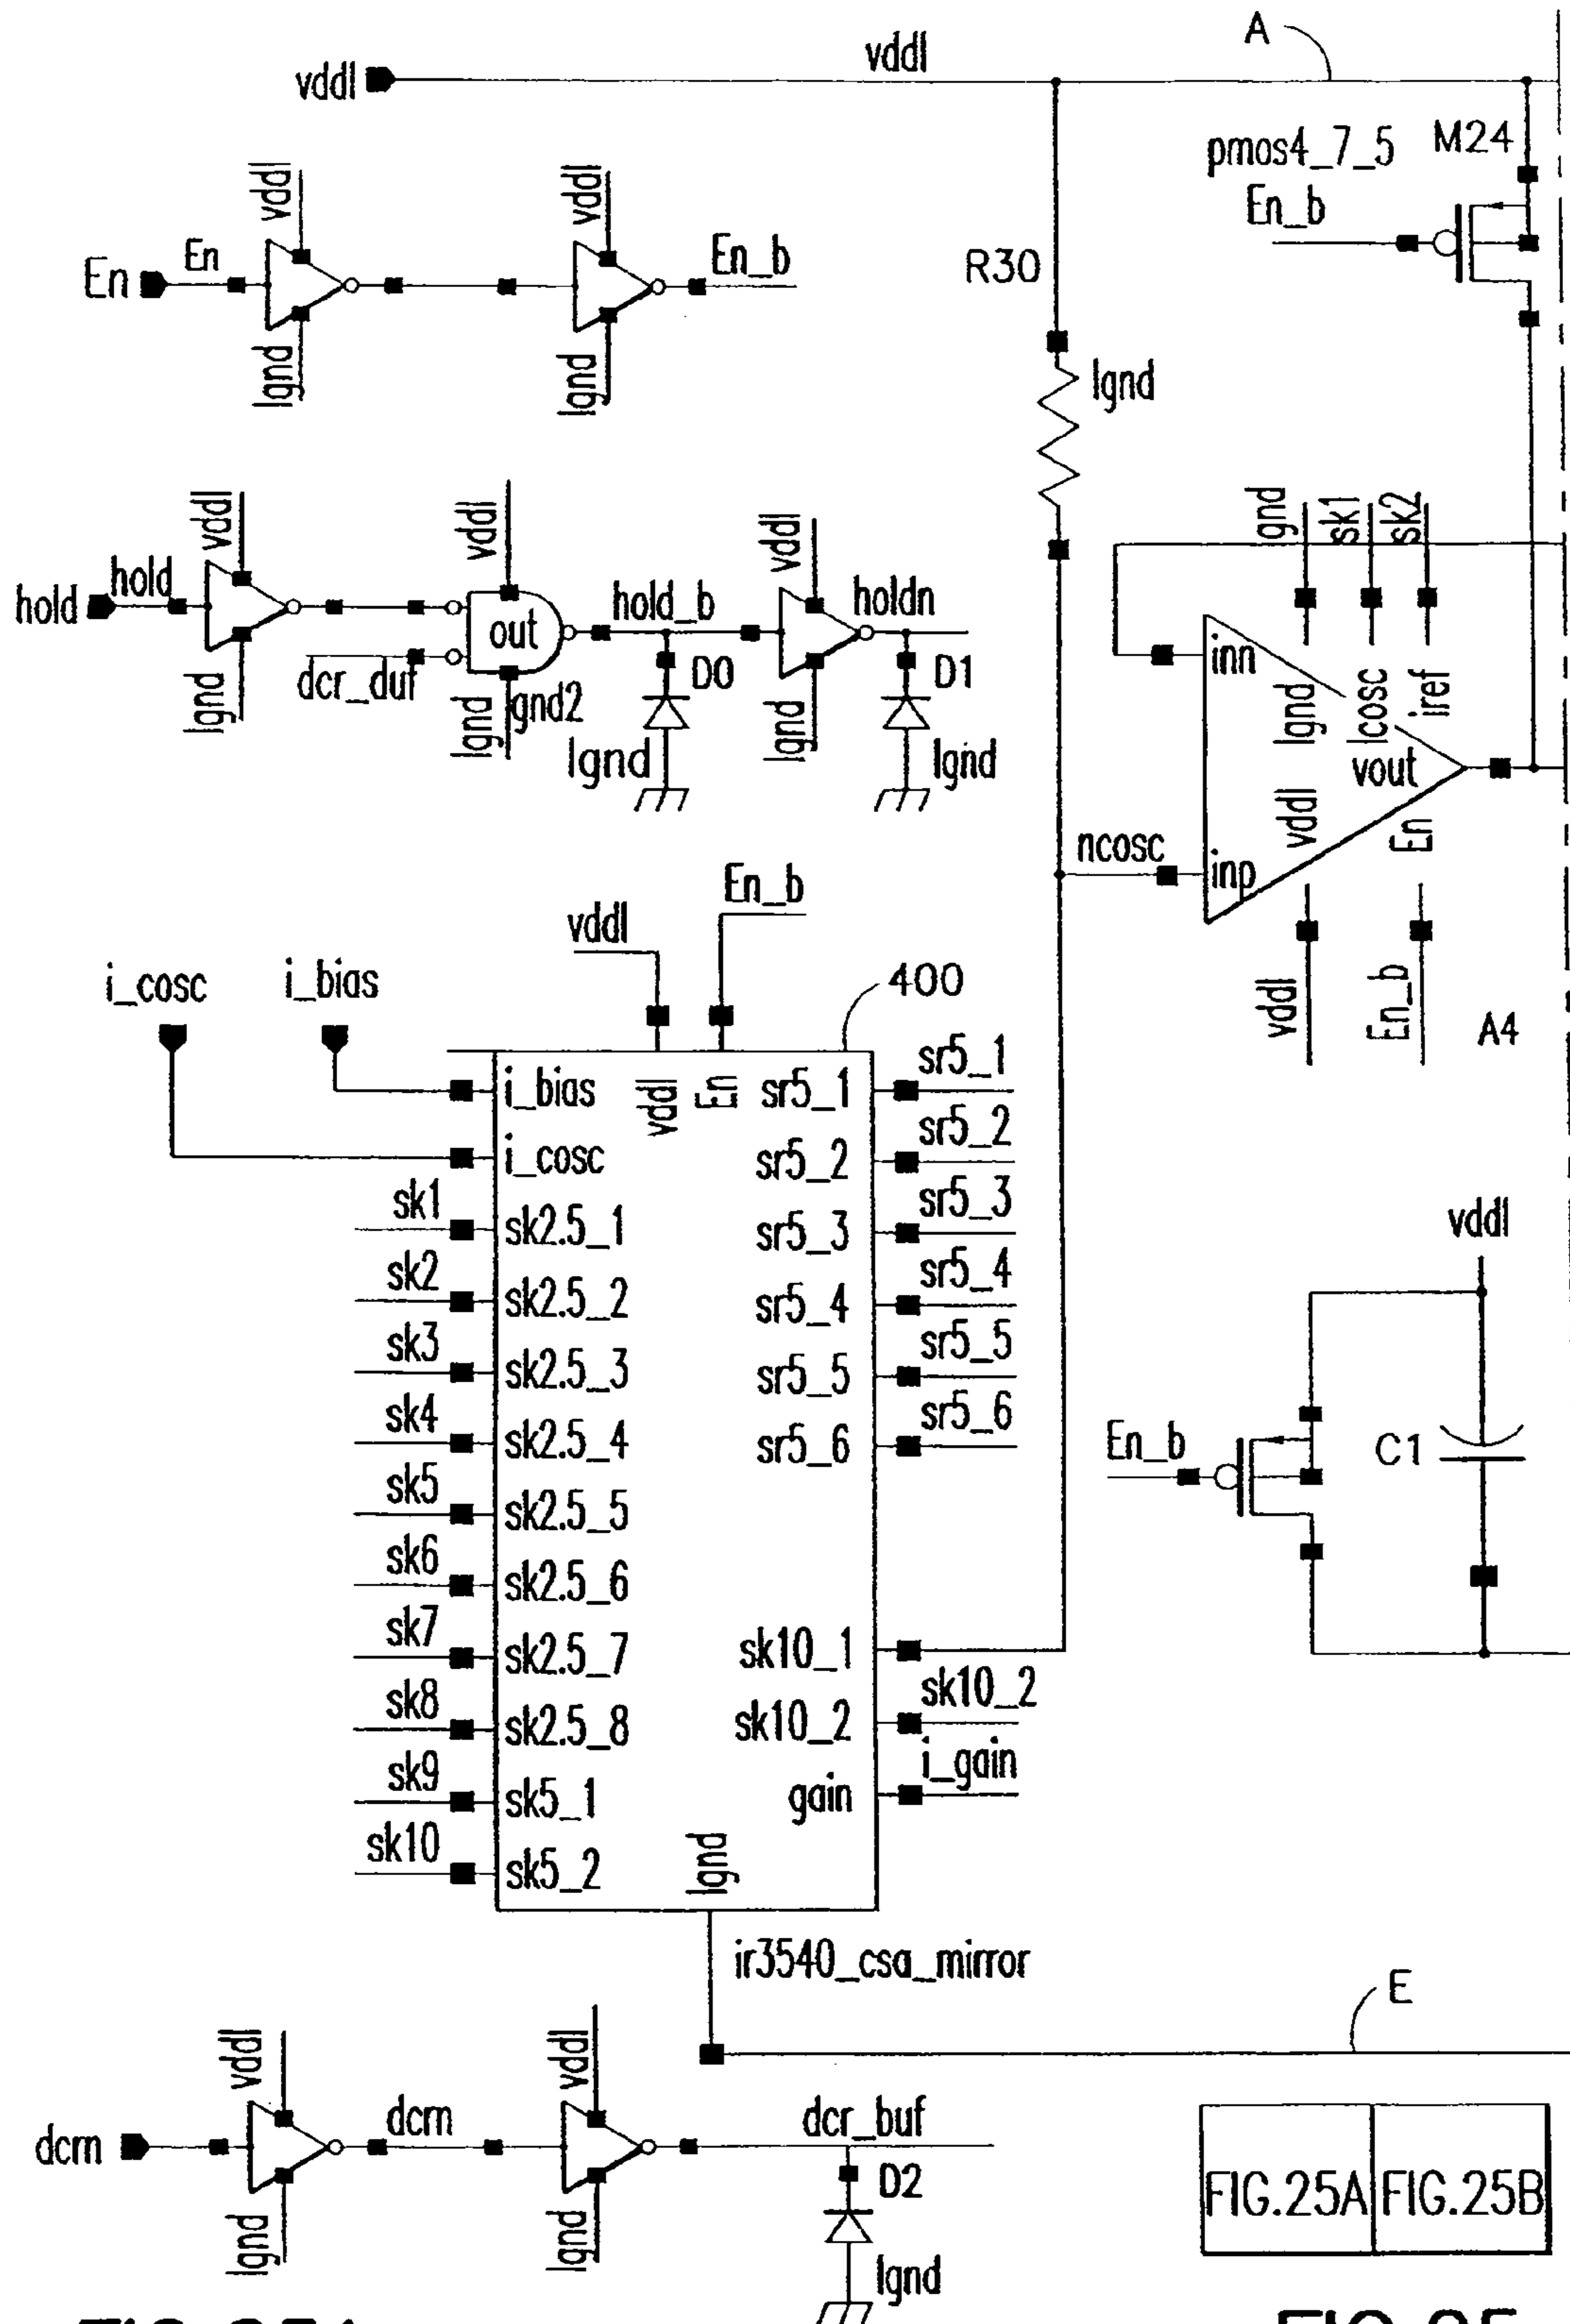 A
vddl
vddl
pmos4_7_5
M24
En_b
vddl
vddl
En
En
En_b
lgnd
lgnd
R30
lgnd
vddl
vddl
vddl
lgnd
sk1
sk2
hold
hold
out
hold_b
holdn
dcr_duf
D0
D1
lgnd
lgnd
gnd2
lgnd
lgnd
lgnd
inn
lgnd
Icosc
iref
vout
vddl
En
inp
ncosc
vddl
En_b
A4
En_b
vddl
i_cosc
i_bias
400
i_bias
vddl
En
sr5_1
sr5_1
i_cosc
sr5_2
sr5_2
sk1
sk2.5_1
sr5_3
sr5_3
sk2
sk2.5_2
sr5_4
sr5_4
sk3
sk2.5_3
sr5_5
sr5_5
sk4
sk2.5_4
sr5_6
sr5_6
sk5
sk2.5_5
sk6
sk2.5_6
sk7
sk2.5_7
sk10_1
sk8
sk2.5_8
sk10_2
sk10_2
sk9
sk5_1
gain
i_gain
sk10
sk5_2
lgnd
vddl
En_b
C1
ir3540_csa_mirror
E
vddl
vddl
dcrn
dcrn
dcr_buf
lgnd
lgnd
D2
lgnd
FIG.25A
FIG.25B